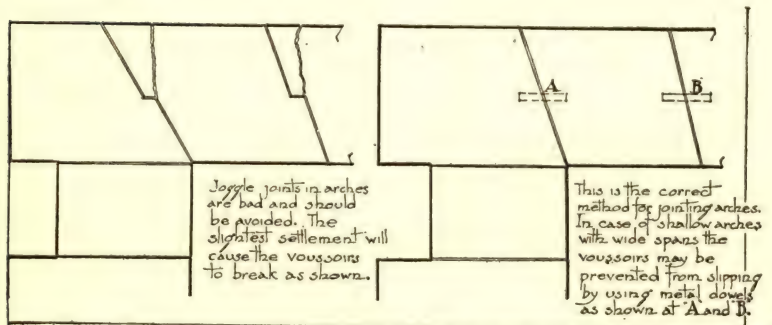 A
B
Joggle joints in arches
are bad and should
be avoided. The
slightest settlement will
cause the voussoirs
to break as shown.
This is the correct
method for jointing arches.
In case of shallow arches
with wide spans the
voussoirs may be
prevented from slipping
by using metal dowels
as shown at "A" and "B".